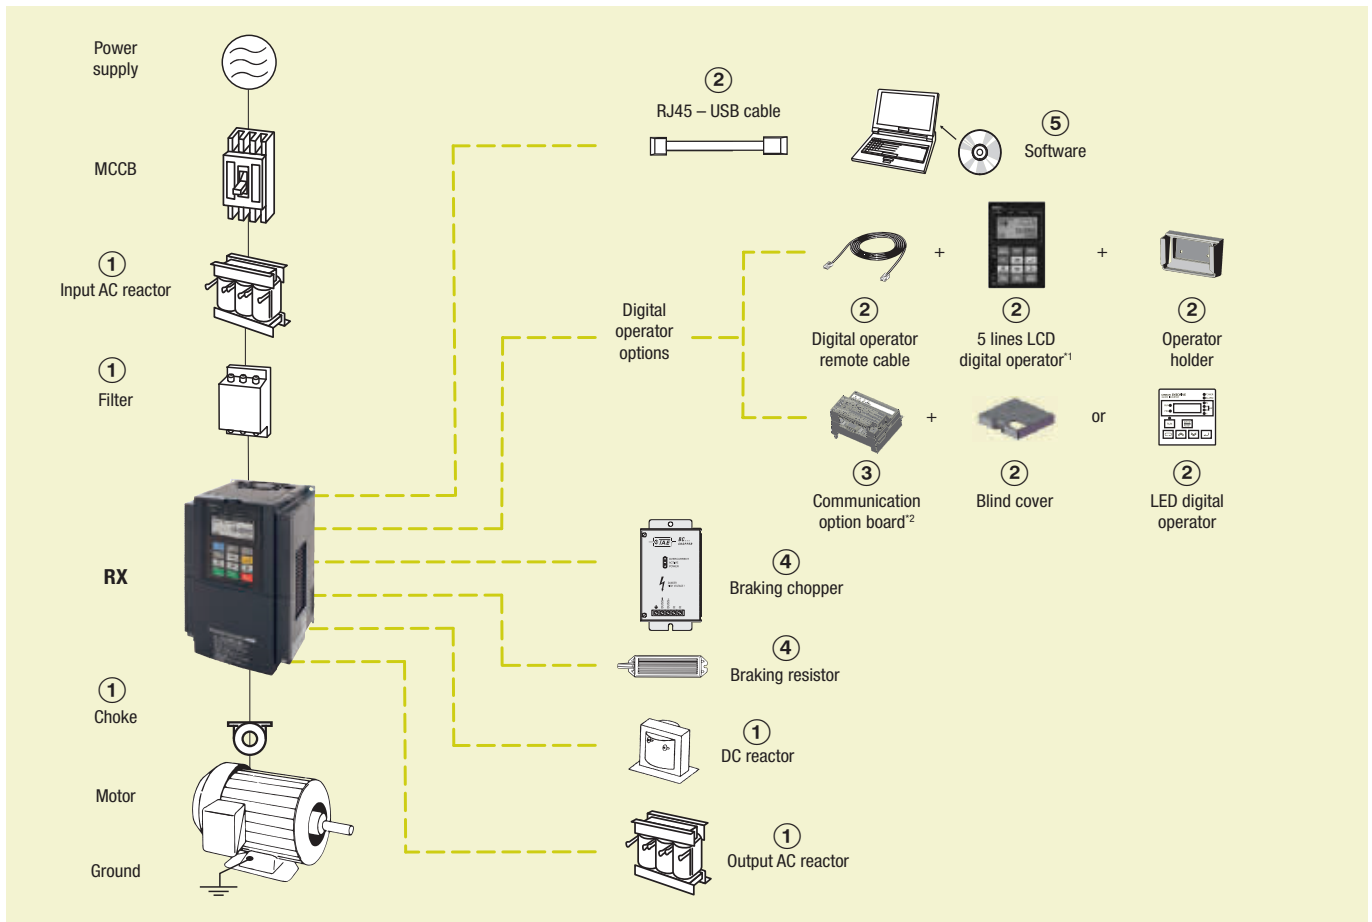 Power
supply
MCCB
1
Input AC reactor
1
Filter
RX
1
Choke
Motor
Ground
2
RJ45 – USB cable
5
Software
Digital
operator
options
+
+
2
Digital operator
remote cable
2
5 lines LCD
digital operator*1
2
Operator
holder
+
or
3
Communication
option board*2
2
Blind cover
2
LED digital
operator
4
Braking chopper
4
Braking resistor
1
DC reactor
1
Output AC reactor